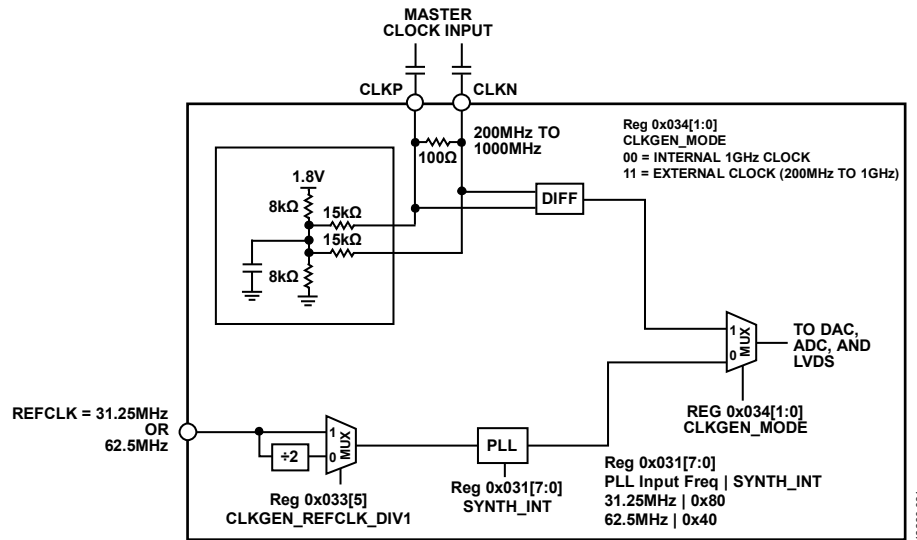 MASTER
CLOCK INPUT
CLKP
CLKN
200MHz TO
1000MHz
100Ω
Reg 0x034[1:0]
CLKGEN_MODE
00 = INTERNAL 1GHz CLOCK
11 = EXTERNAL CLOCK (200MHz TO 1GHz)
1.8V
8kΩ
15kΩ
15kΩ
8kΩ
DIFF
1
0
MUX
TO DAC,
ADC, AND
LVDS
REG 0x034[1:0]
CLKGEN_MODE
REFCLK = 31.25MHz
OR
62.5MHz
÷2
1
0
MUX
Reg 0x033[5]
CLKGEN_REFCLK_DIV1
PLL
Reg 0x031[7:0]
SYNTH_INT
Reg 0x031[7:0]
PLL Input Freq | SYNTH_INT
31.25MHz | 0x80
62.5MHz | 0x40